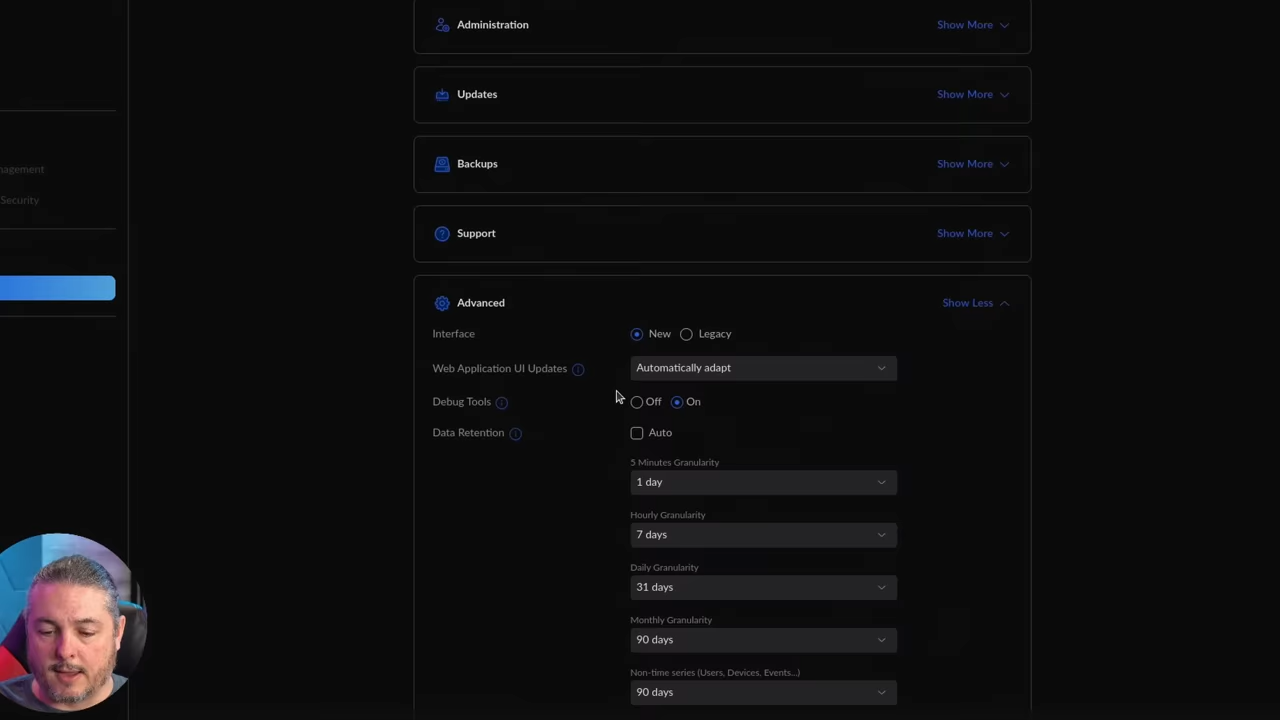 Administration
Show More
Updates
Show More
nagement
Backups
Show More
Security
Support
Show More
Advanced
Show Less
Interface
New
Legacy
Web Application UI Updates
Automatically adapt
Debug Tools
Off
On
Data Retention
Auto
5 Minutes Granularity
1 day
Hourly Granularity
7 days
Daily Granularity
31 days
Monthly Granularity
90 days
Non-time series (Users, Devices, Events...)
90 days